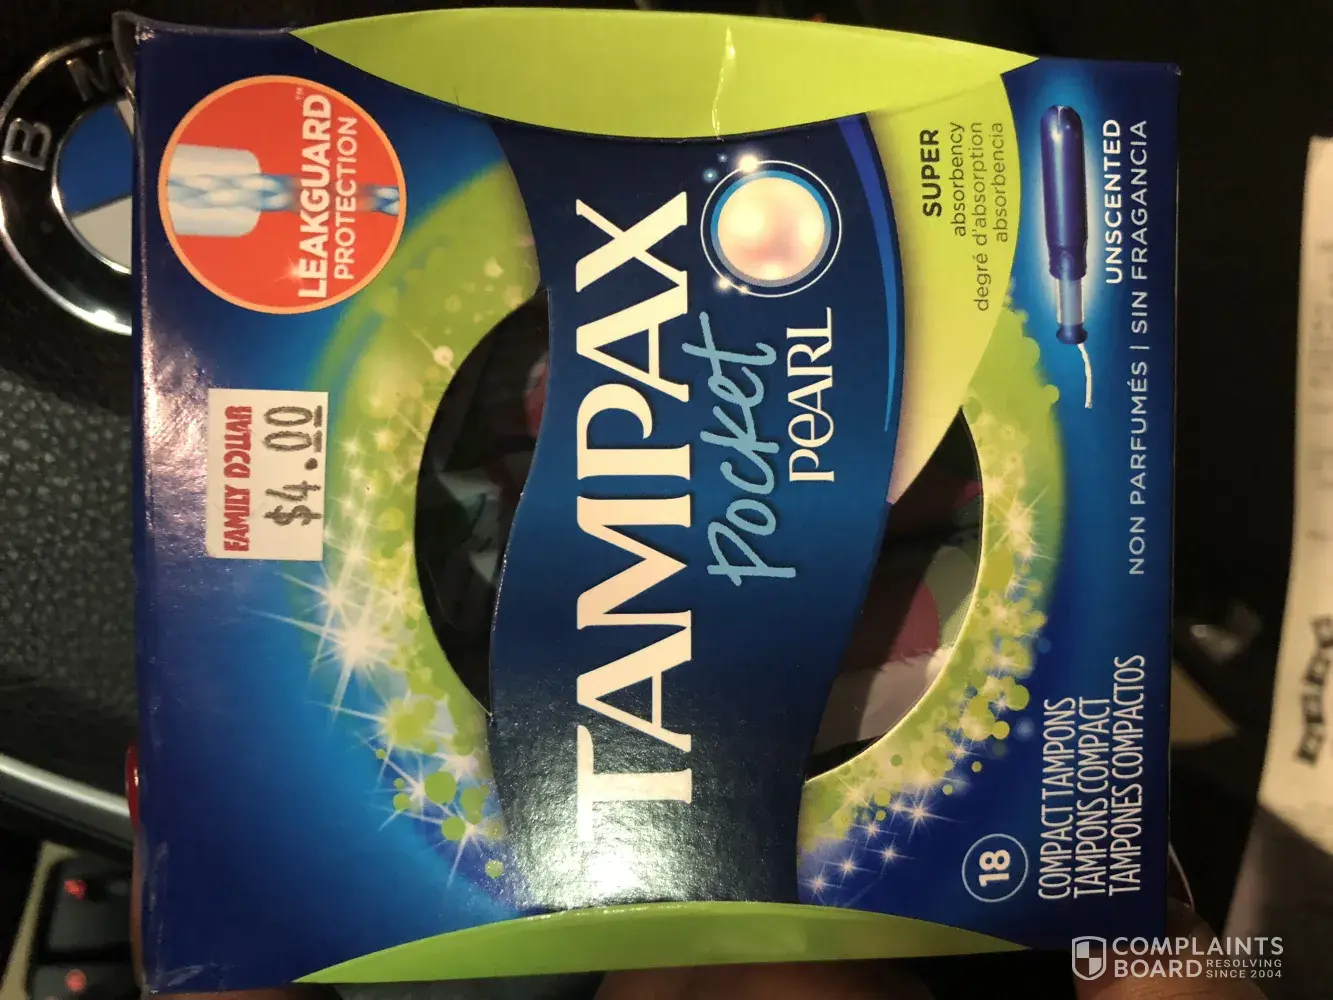 B M
LEAKGUARD™
PROTECTION
FAMILY DOLLAR
$4.00
TAMPAX
Pocket
PEARL
SUPER
absorbency
degré d'absorption
absorbencia
UNSCENTED
NON PARFUMÉS | SIN FRAGANCIA
18
COMPACT TAMPONS
TAMPONS COMPACT
TAMPONES COMPACTOS
COMPLAINTS
BOARD RESOLVING
SINCE 2004